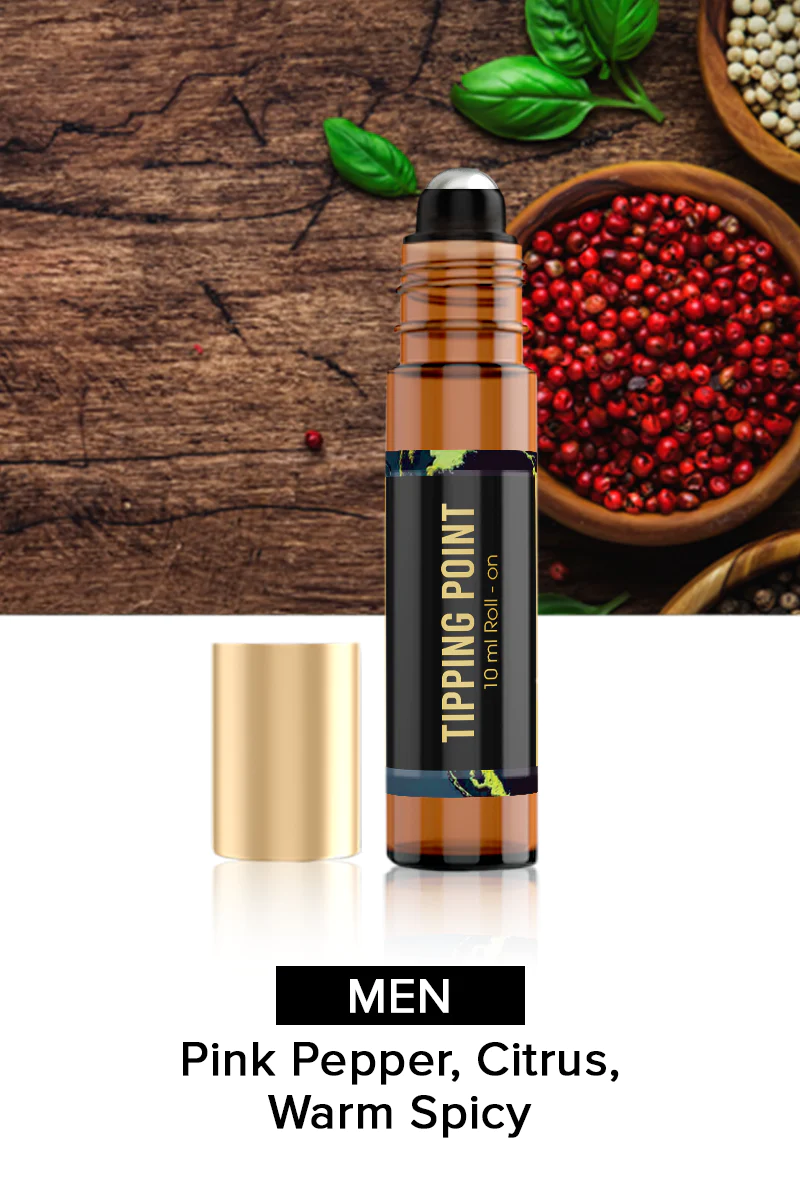 TIPPING POINT
10 ml Roll - on
MEN
Pink Pepper, Citrus,
Warm Spicy